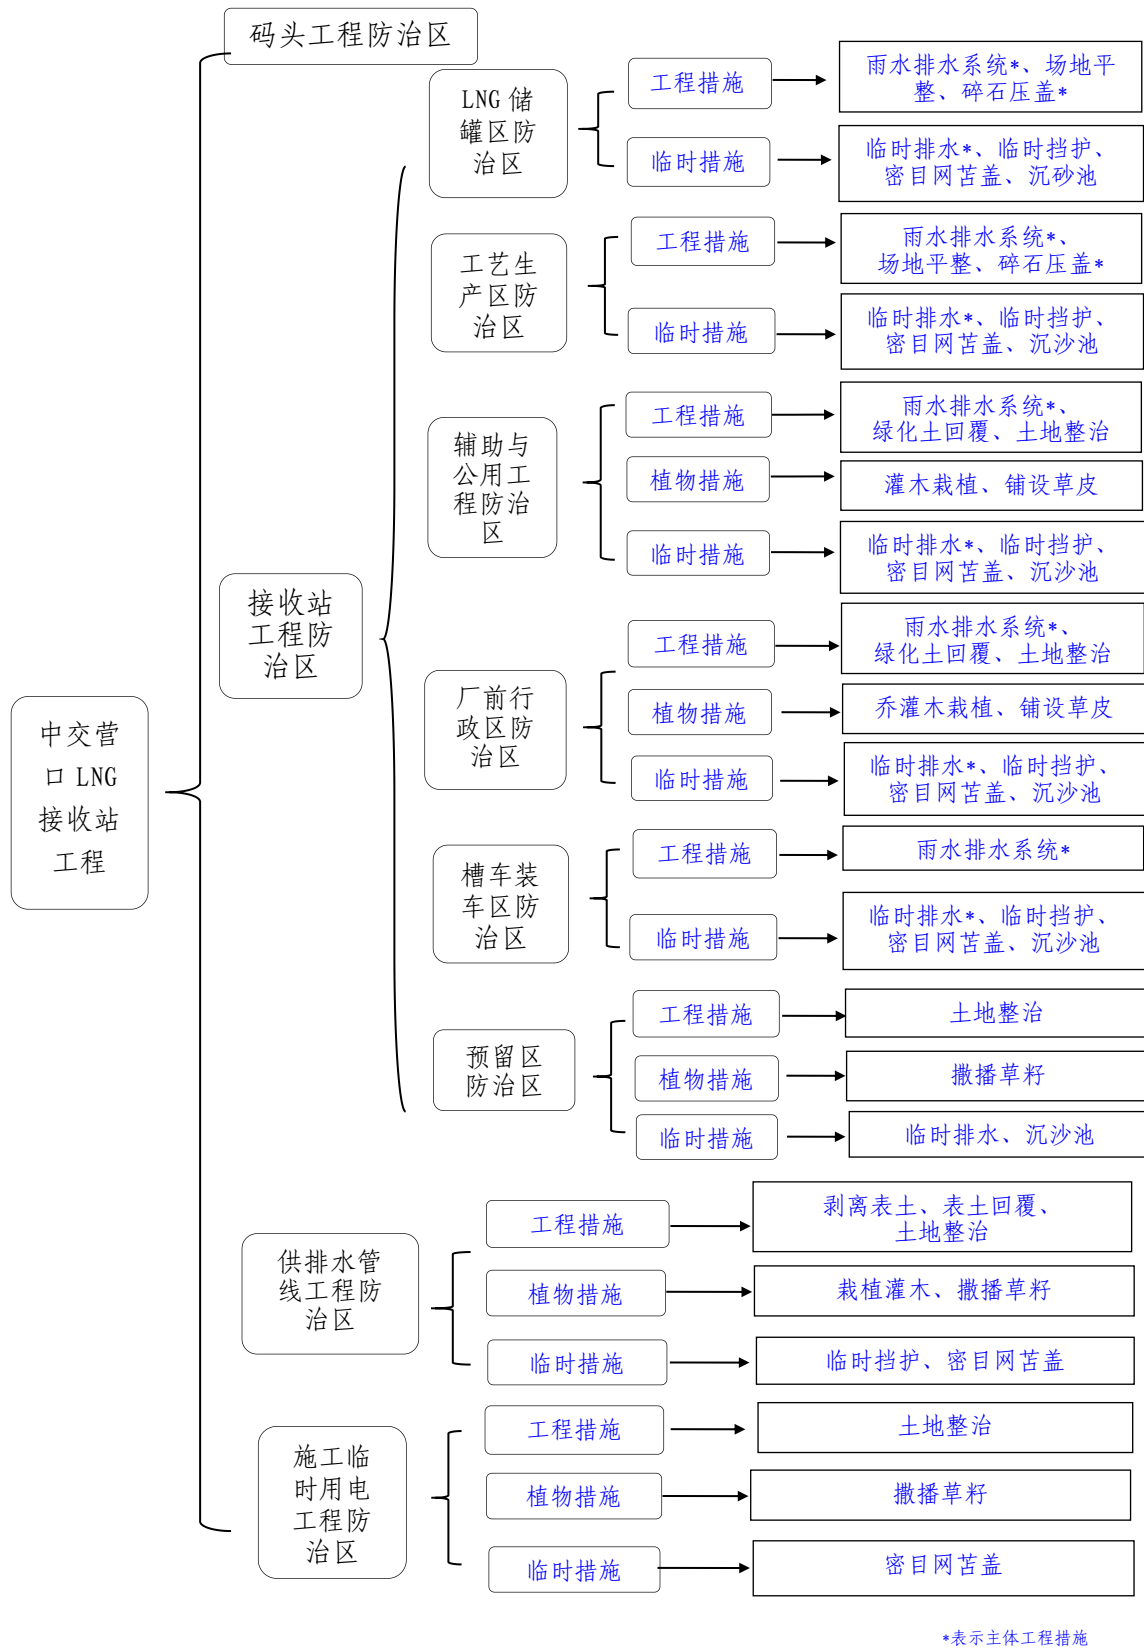 码头工程防治区
LNG 储
罐区防
治区
工程措施
雨水排水系统*、场地平
整、碎石压盖*
临时措施
临时排水*、临时挡护、
密目网苫盖、沉砂池
工艺生
产区防
治区
工程措施
雨水排水系统*、
场地平整、碎石压盖*
临时措施
临时排水*、临时挡护、
密目网苫盖、沉沙池
辅助与
公用工
程防治
区
工程措施
雨水排水系统*、
绿化土回覆、土地整治
植物措施
灌木栽植、铺设草皮
临时措施
临时排水*、临时挡护、
密目网苫盖、沉沙池
接收站
工程防
治区
厂前行
政区防
治区
工程措施
雨水排水系统*、
绿化土回覆、土地整治
植物措施
乔灌木栽植、铺设草皮
临时措施
临时排水*、临时挡护、
密目网苫盖、沉沙池
中交营
口 LNG
接收站
工程
槽车装
车区防
治区
工程措施
雨水排水系统*
临时措施
临时排水*、临时挡护、
密目网苫盖、沉沙池
预留区
防治区
工程措施
土地整治
植物措施
撒播草籽
临时措施
临时排水、沉沙池
供排水管
线工程防
治区
工程措施
剥离表土、表土回覆、
土地整治
植物措施
栽植灌木、撒播草籽
临时措施
临时挡护、密目网苫盖
施工临
时用电
工程防
治区
工程措施
土地整治
植物措施
撒播草籽
临时措施
密目网苫盖
*表示主体工程措施